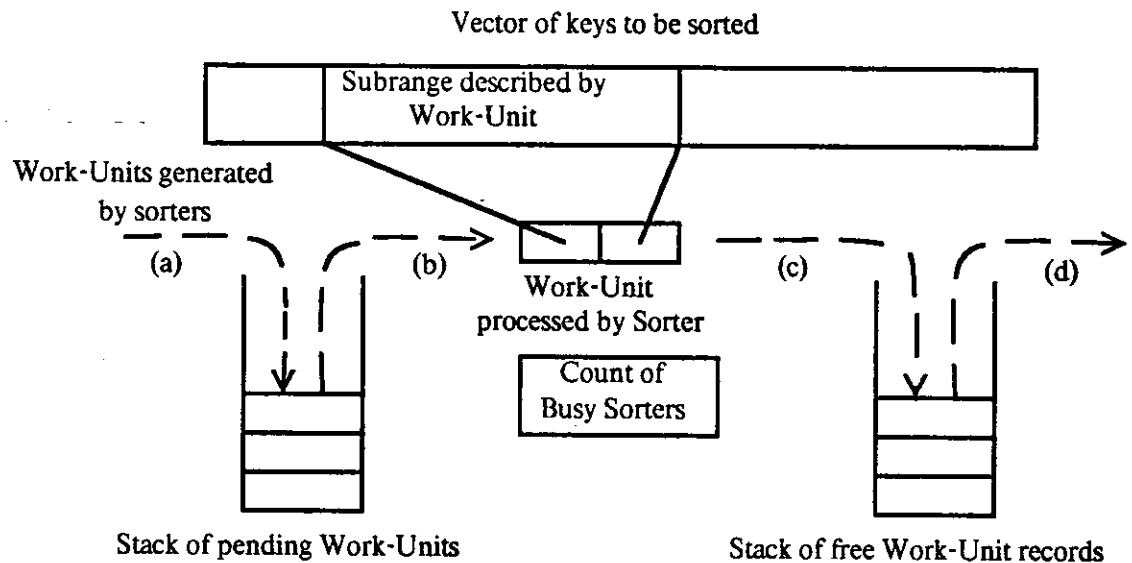 Vector of keys to be sorted
Subrange described by
Work-Unit
Work-Units generated
by sorters
(a)
(b)
(c)
(d)
Work-Unit
processed by Sorter
Count of
Busy Sorters
Stack of pending Work-Units
Stack of free Work-Unit records